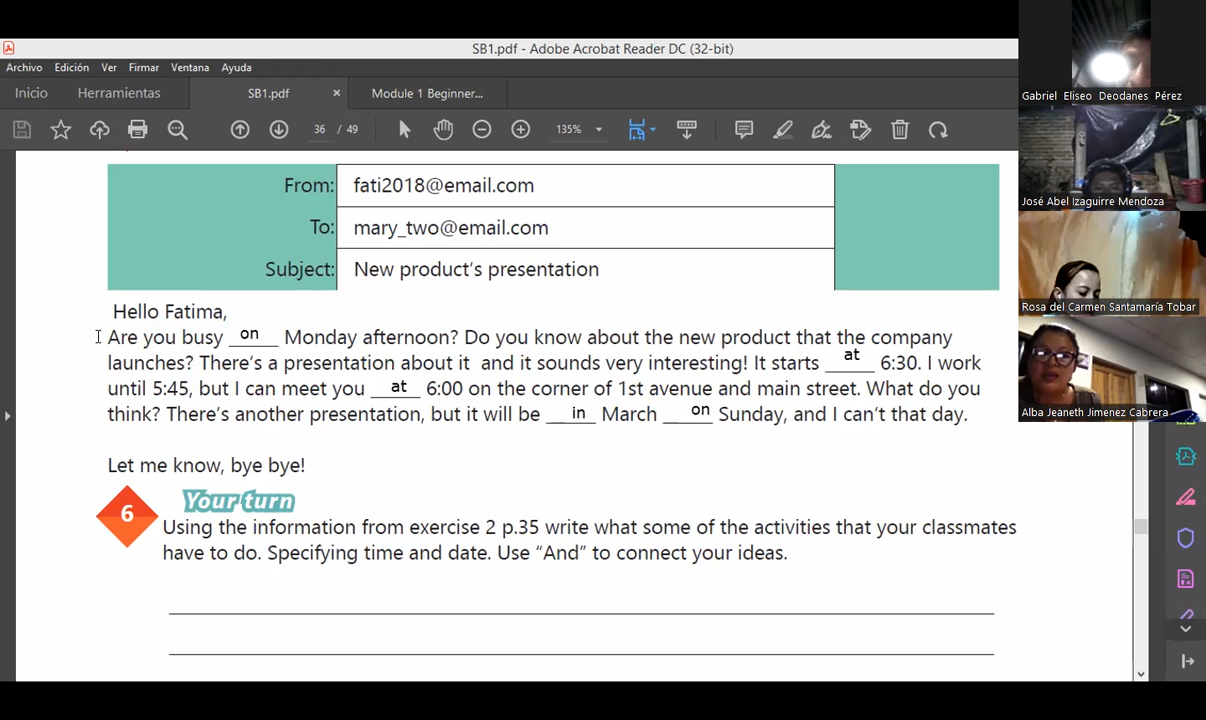 SB1.pdf - Adobe Acrobat Reader DC (32-bit)
Archivo Edición Ver Firmar Ventana Ayuda
Inicio Herramientas SB1.pdf × Module 1 Beginner...
36 / 49 135%
From: fati2018@email.com
To: mary_two@email.com
Subject: New product's presentation
Hello Fatima,
Are you busy on Monday afternoon? Do you know about the new product that the company
launches? There's a presentation about it and it sounds very interesting! It starts at 6:30. I work
until 5:45, but I can meet you at 6:00 on the corner of 1st avenue and main street. What do you
think? There's another presentation, but it will be in March on Sunday, and I can't that day.
Let me know, bye bye!
6 Your turn
Using the information from exercise 2 p.35 write what some of the activities that your classmates
have to do. Specifying time and date. Use “And” to connect your ideas.
Gabriel Eliseo Deodanes Pérez
José Abel Izaguirre Mendoza
Rosa del Carmen Santamaría Tobar
Alba Jeaneth Jimenez Cabrera